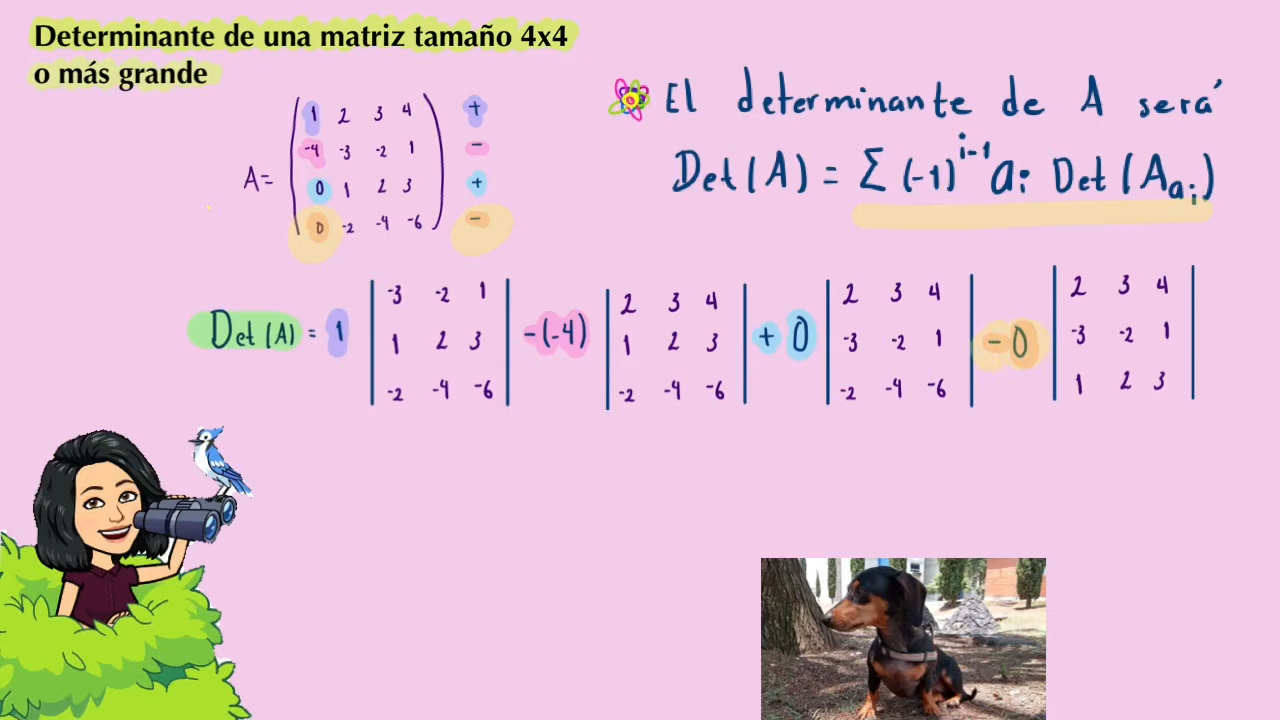 Determinante de una matriz tamaño 4x4
o más grande
A= ( 1 2 3 4 ) +
-4 -3 -2 1 -
0 1 2 3 +
0 -2 -4 -6 -
El determinante de A será
Det(A) = Σ (-1)^{i-1} a_i Det(A_{a_i})
Det(A) = 1 | -3 -2 1 | -(-4) | 2 3 4 | + 0 | 2 3 4 | - 0 | 2 3 4 |
1 2 3 1 2 3 -3 -2 1 -3 -2 1
-2 -4 -6 -2 -4 -6 -2 -4 -6 1 2 3